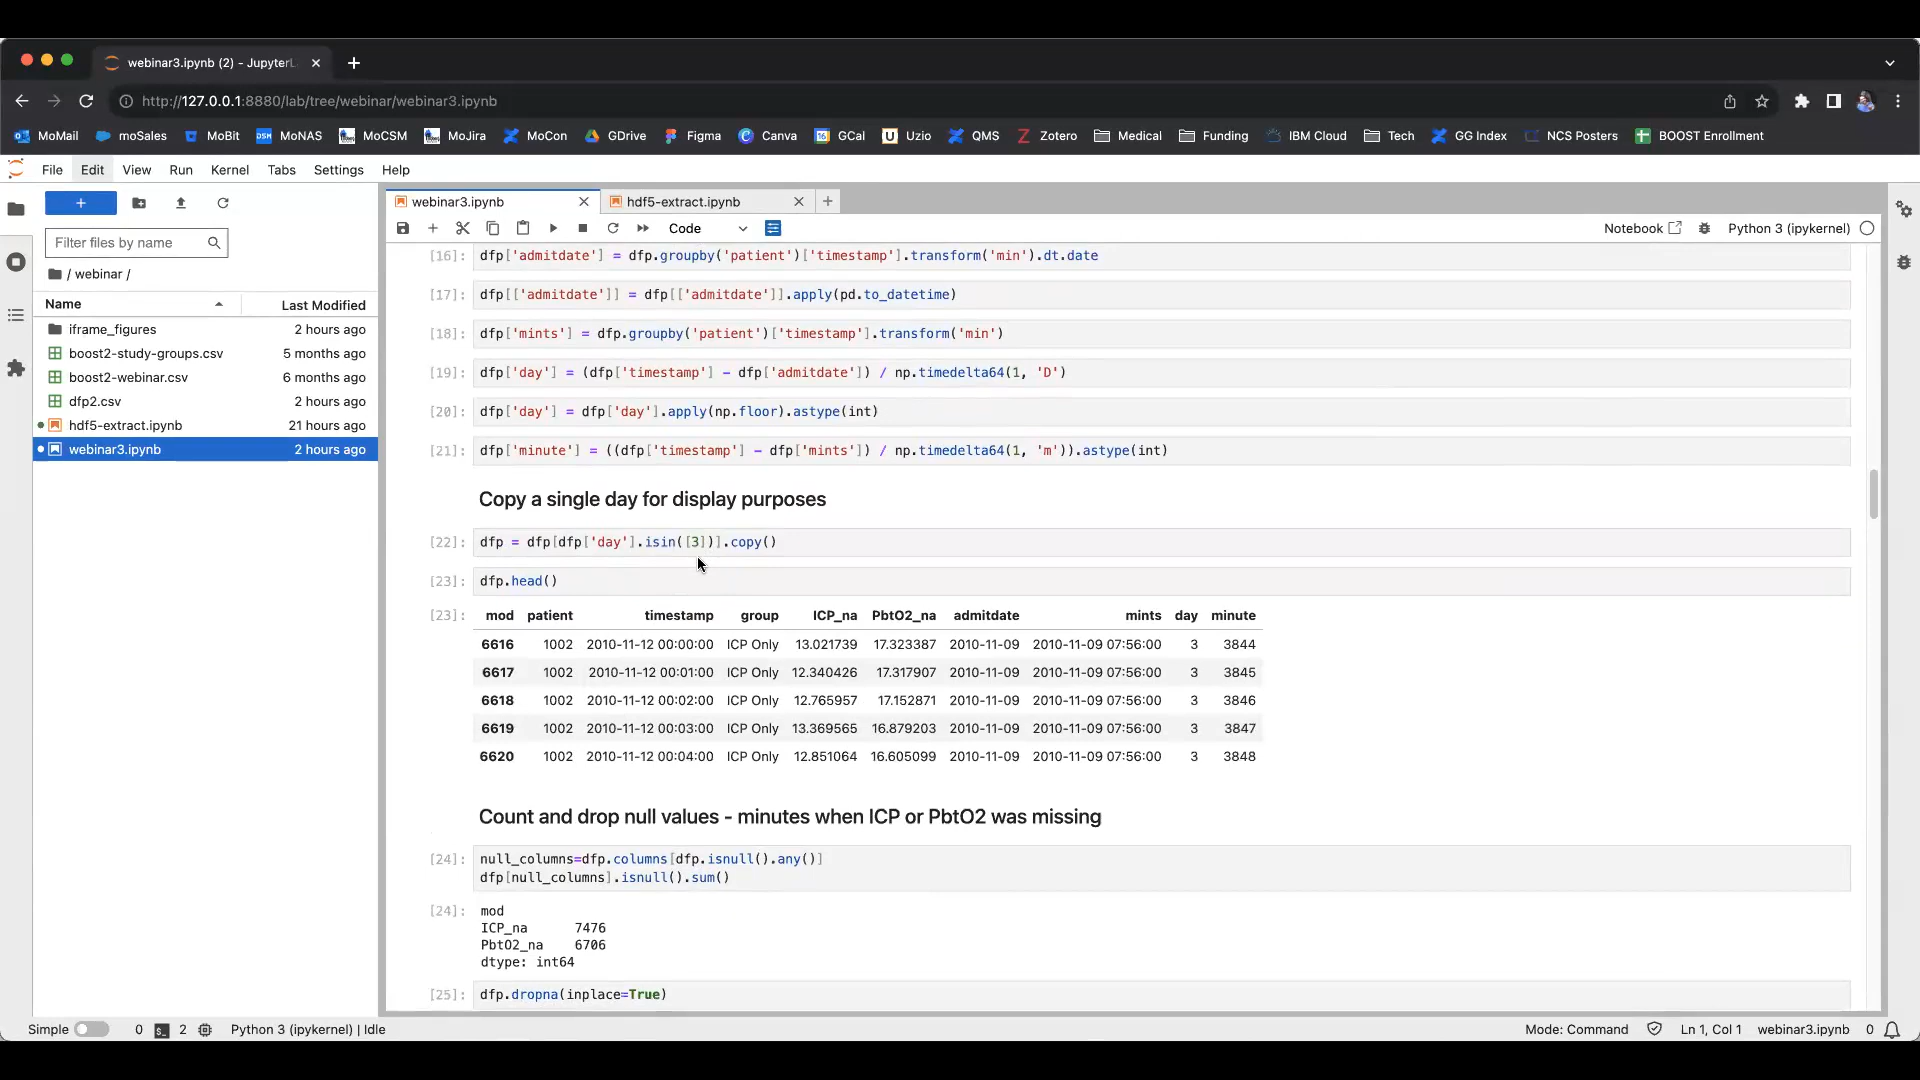 webinar3.ipynb (2) - JupyterL
http://127.0.0.1:8880/lab/tree/webinar/webinar3.ipynb
MoMail moSales MoBit MoNAS MoCSM MoJira MoCon GDrive Figma Canva GCal Uzio QMS Zotero Medical Funding IBM Cloud Tech GG Index NCS Posters BOOST Enrollment
File Edit View Run Kernel Tabs Settings Help
Filter files by name
/ webinar /
Name Last Modified
iframe_figures 2 hours ago
boost2-study-groups.csv 5 months ago
boost2-webinar.csv 6 months ago
dfp2.csv 2 hours ago
hdf5-extract.ipynb 21 hours ago
webinar3.ipynb 2 hours ago
webinar3.ipynb hdf5-extract.ipynb
Code Notebook Python 3 (ipykernel)
[16]: dfp['admitdate'] = dfp.groupby('patient')['timestamp'].transform('min').dt.date
[17]: dfp[['admitdate']] = dfp[['admitdate']].apply(pd.to_datetime)
[18]: dfp['mints'] = dfp.groupby('patient')['timestamp'].transform('min')
[19]: dfp['day'] = (dfp['timestamp'] - dfp['admitdate']) / np.timedelta64(1, 'D')
[20]: dfp['day'] = dfp['day'].apply(np.floor).astype(int)
[21]: dfp['minute'] = ((dfp['timestamp'] - dfp['mints']) / np.timedelta64(1, 'm')).astype(int)
Copy a single day for display purposes
[22]: dfp = dfp[dfp['day'].isin([3])].copy()
[23]: dfp.head()
[23]: mod patient timestamp group ICP_na PbtO2_na admitdate mints day minute
6616 1002 2010-11-12 00:00:00 ICP Only 13.021739 17.323387 2010-11-09 2010-11-09 07:56:00 3 3844
6617 1002 2010-11-12 00:01:00 ICP Only 12.340426 17.317907 2010-11-09 2010-11-09 07:56:00 3 3845
6618 1002 2010-11-12 00:02:00 ICP Only 12.765957 17.152871 2010-11-09 2010-11-09 07:56:00 3 3846
6619 1002 2010-11-12 00:03:00 ICP Only 13.369565 16.879203 2010-11-09 2010-11-09 07:56:00 3 3847
6620 1002 2010-11-12 00:04:00 ICP Only 12.851064 16.605099 2010-11-09 2010-11-09 07:56:00 3 3848
Count and drop null values - minutes when ICP or PbtO2 was missing
[24]: null_columns=dfp.columns[dfp.isnull().any()]
dfp[null_columns].isnull().sum()
[24]: mod
ICP_na 7476
PbtO2_na 6706
dtype: int64
[25]: dfp.dropna(inplace=True)
Simple 0 2 Python 3 (ipykernel) | Idle Mode: Command Ln 1, Col 1 webinar3.ipynb 0